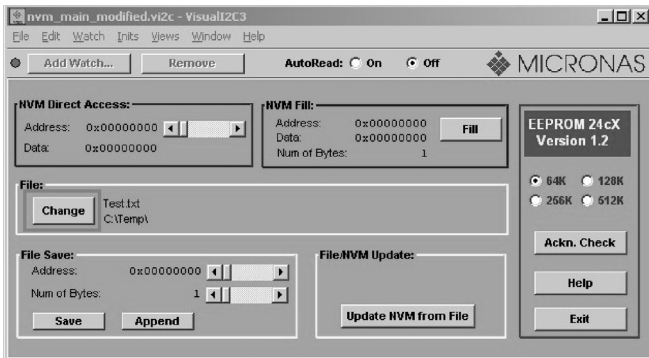 nvm_main_modified.vi2c - VisualI2C3
File Edit Watch Inits Views Window Help
Add Watch... Remove AutoRead: On Off MICRONAS
NVM Direct Access:
Address: 0x00000000
Data: 0x00000000
NVM Fill:
Address: 0x00000000
Data: 0x00000000
Num of Bytes: 1
Fill
EEPROM 24cX
Version 1.2
64K 128K
256K 512K
File:
Change
Test.txt
C:\Temp\
Ackn. Check
File Save:
Address: 0x00000000
Num of Bytes: 1
Save Append
File/NVM Update:
Update NVM from File
Help
Exit